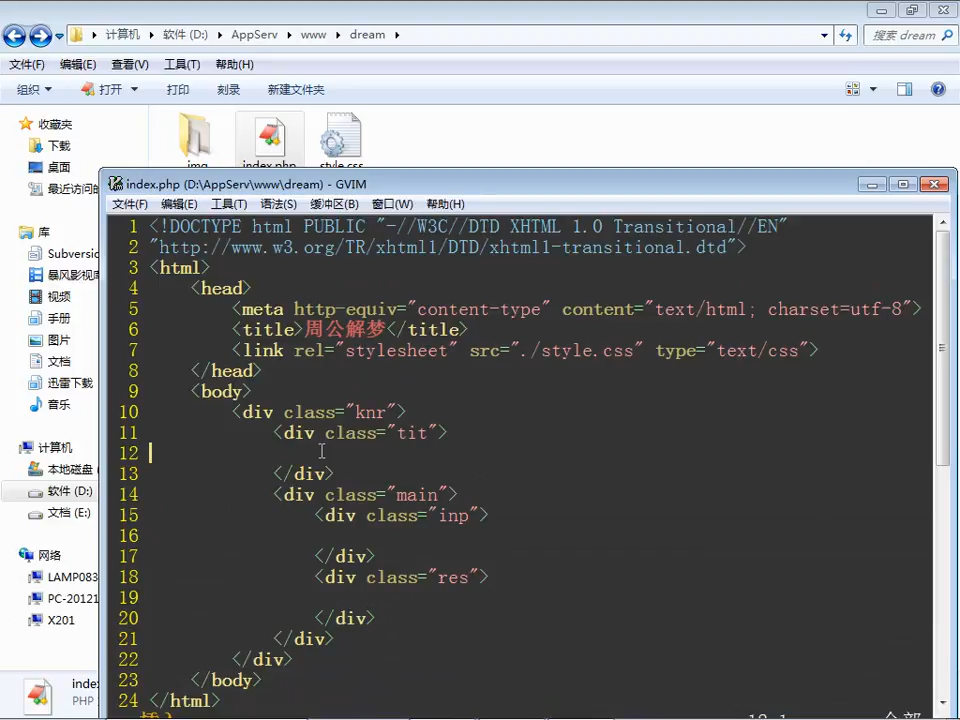 计算机 软件 (D:) AppServ www dream 搜索 dream
文件(F) 编辑(E) 查看(V) 工具(T) 帮助(H)
组织 打开 打印 刻录 新建文件夹
收藏夹
下载
桌面
最近访问的
库
Subversio
暴风影视库
视频
手册
图片
文档
迅雷下载
音乐
计算机
本地磁盘
软件 (D:)
文档 (E:)
网络
LAMP083
PC-20121
X201
img index.php style.css
index
PHP
index.php (D:\AppServ\www\dream) - GVIM
文件(F) 编辑(E) 工具(T) 语法(S) 缓冲区(B) 窗口(W) 帮助(H)
1 <!DOCTYPE html PUBLIC "-//W3C//DTD XHTML 1.0 Transitional//EN"
2 "http://www.w3.org/TR/xhtml1/DTD/xhtml1-transitional.dtd">
3 <html>
4 <head>
5 <meta http-equiv="content-type" content="text/html; charset=utf-8">
6 <title>周公解梦</title>
7 <link rel="stylesheet" src="./style.css" type="text/css">
8 </head>
9 <body>
10 <div class="knr">
11 <div class="tit">
12
13 </div>
14 <div class="main">
15 <div class="inp">
16
17 </div>
18 <div class="res">
19
20 </div>
21 </div>
22 </div>
23 </body>
24 </html>